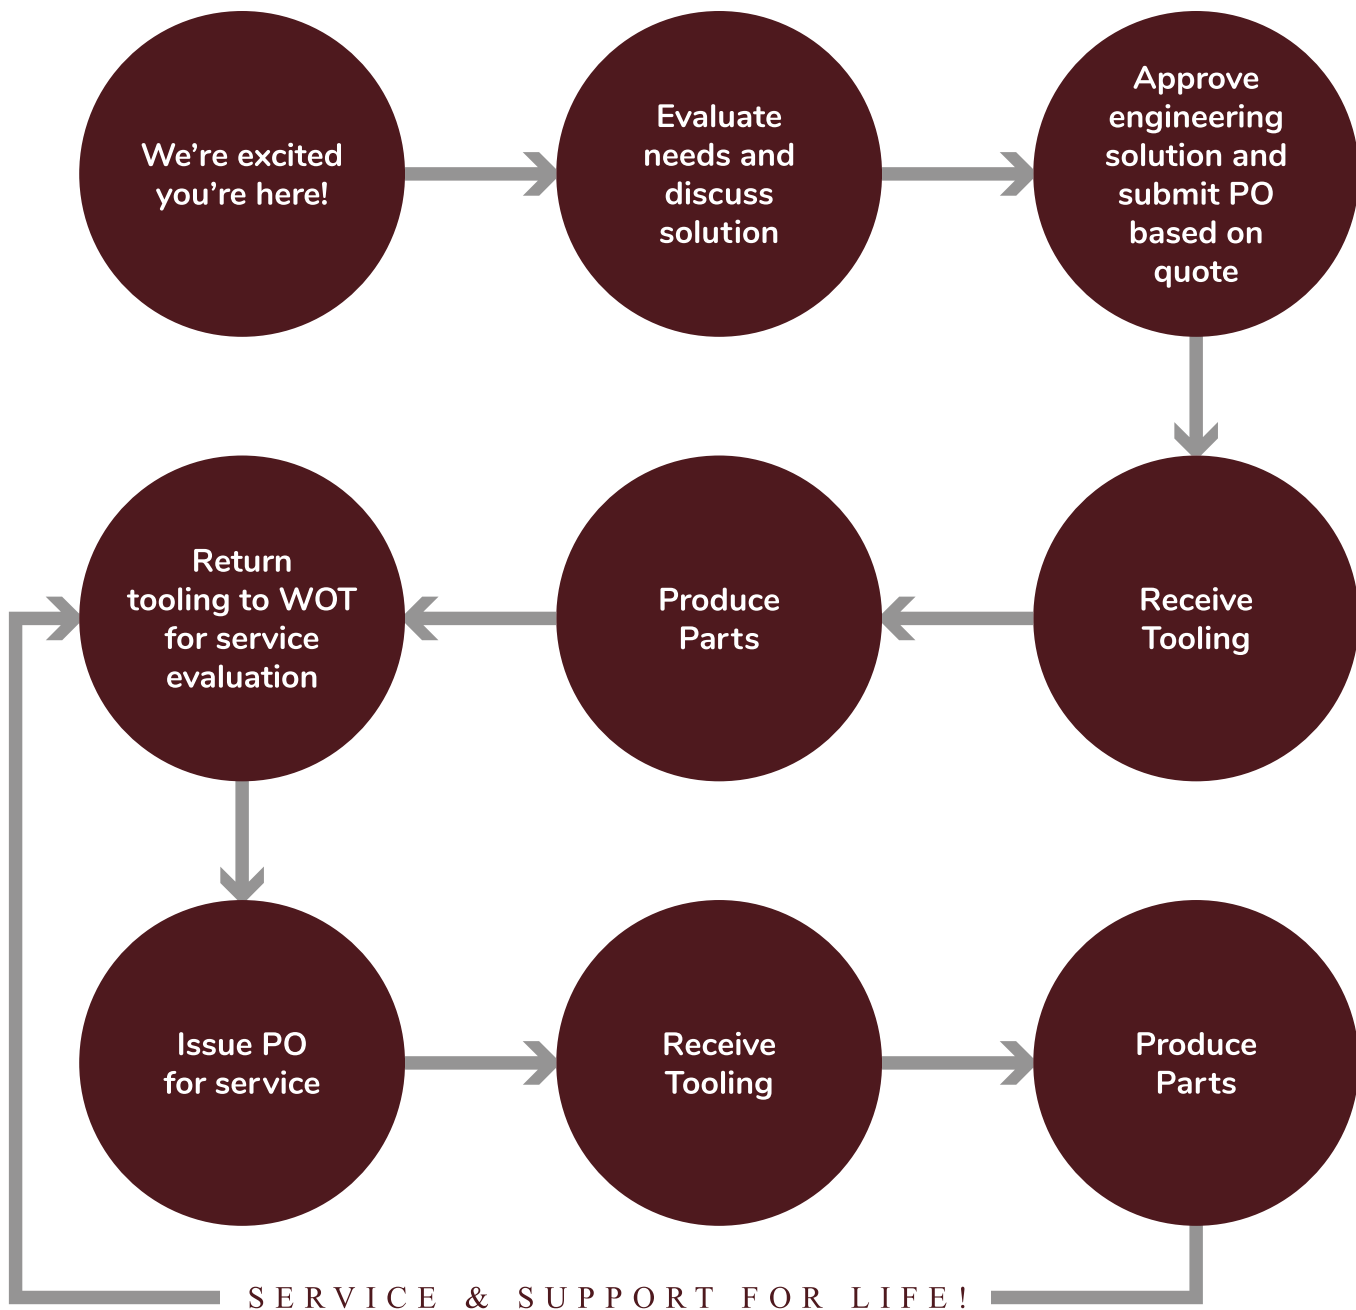 We’re excited
you’re here!
Evaluate
needs and
discuss
solution
Approve
engineering
solution and
submit PO
based on
quote
Receive
Tooling
Produce
Parts
Return
tooling to WOT
for service
evaluation
Issue PO
for service
Receive
Tooling
Produce
Parts
SERVICE & SUPPORT FOR LIFE!